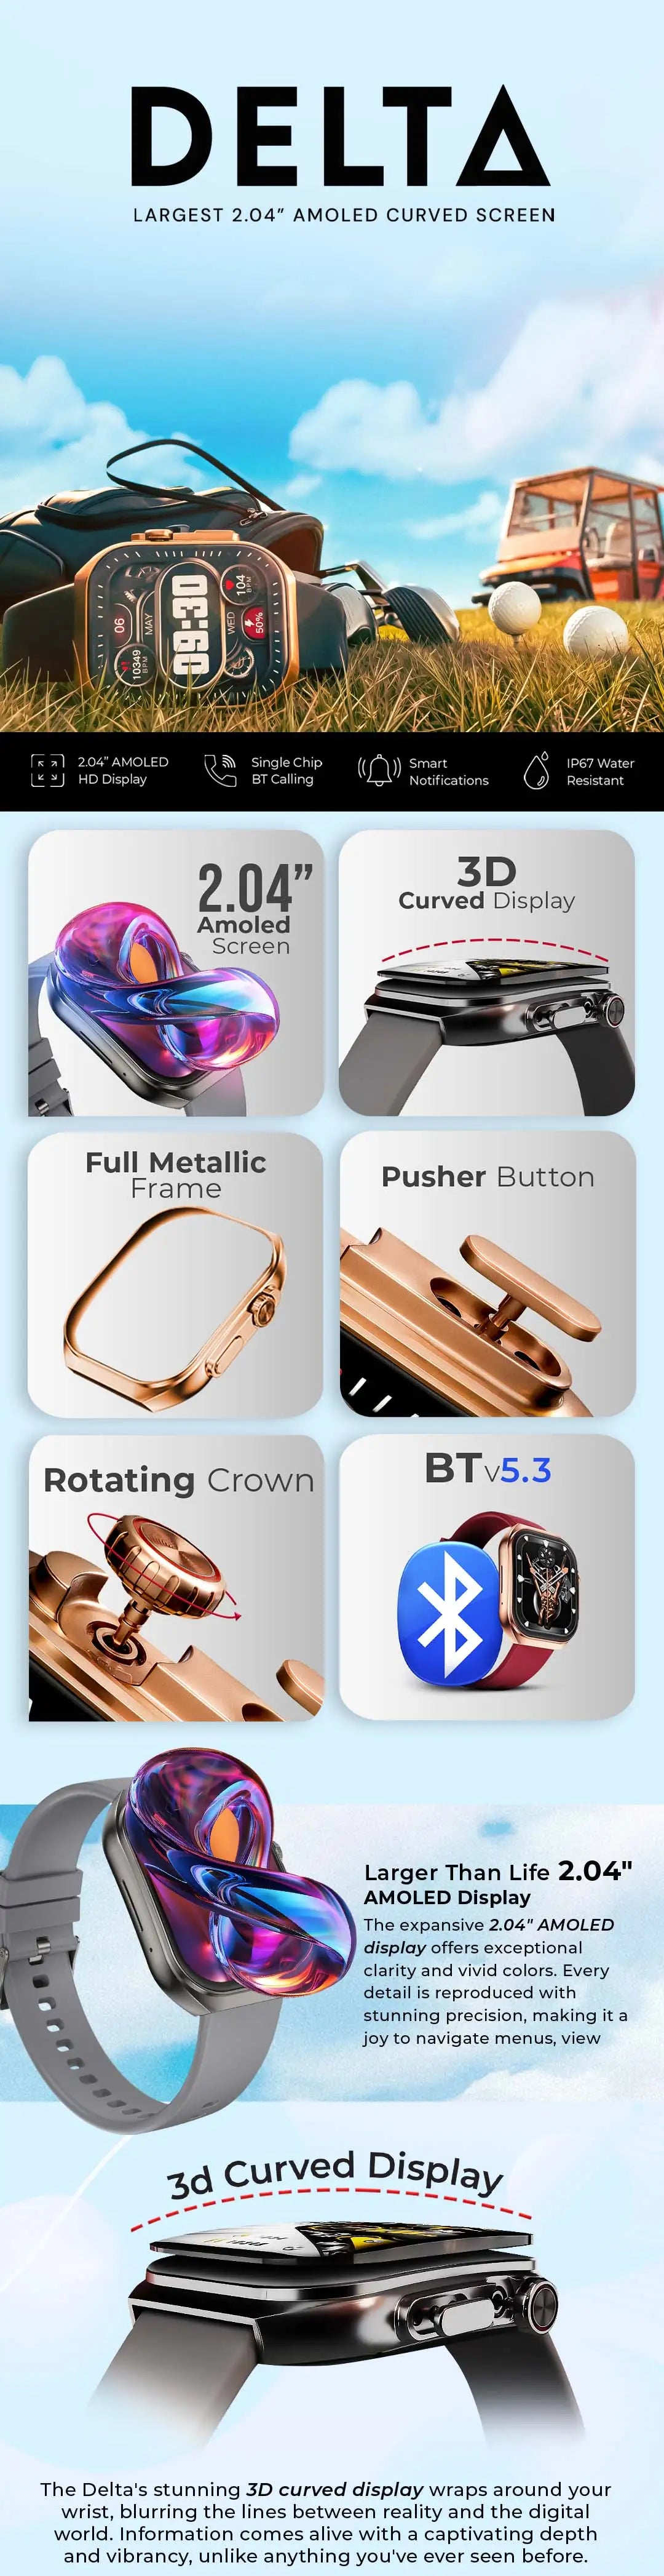 DELTA
LARGEST 2.04” AMOLED CURVED SCREEN
06
MAY
09:30
WED
104
BPM
10349
BPM
50%
2.04” AMOLED
HD Display
Single Chip
BT Calling
Smart
Notifications
IP67 Water
Resistant
2.04”
Amoled
Screen
3D
Curved Display
Full Metallic
Frame
Pusher Button
Rotating Crown
BTv5.3
Larger Than Life 2.04"
AMOLED Display
The expansive 2.04" AMOLED
display offers exceptional
clarity and vivid colors. Every
detail is reproduced with
stunning precision, making it a
joy to navigate menus, view
3d Curved Display
The Delta's stunning 3D curved display wraps around your
wrist, blurring the lines between reality and the digital
world. Information comes alive with a captivating depth
and vibrancy, unlike anything you've ever seen before.